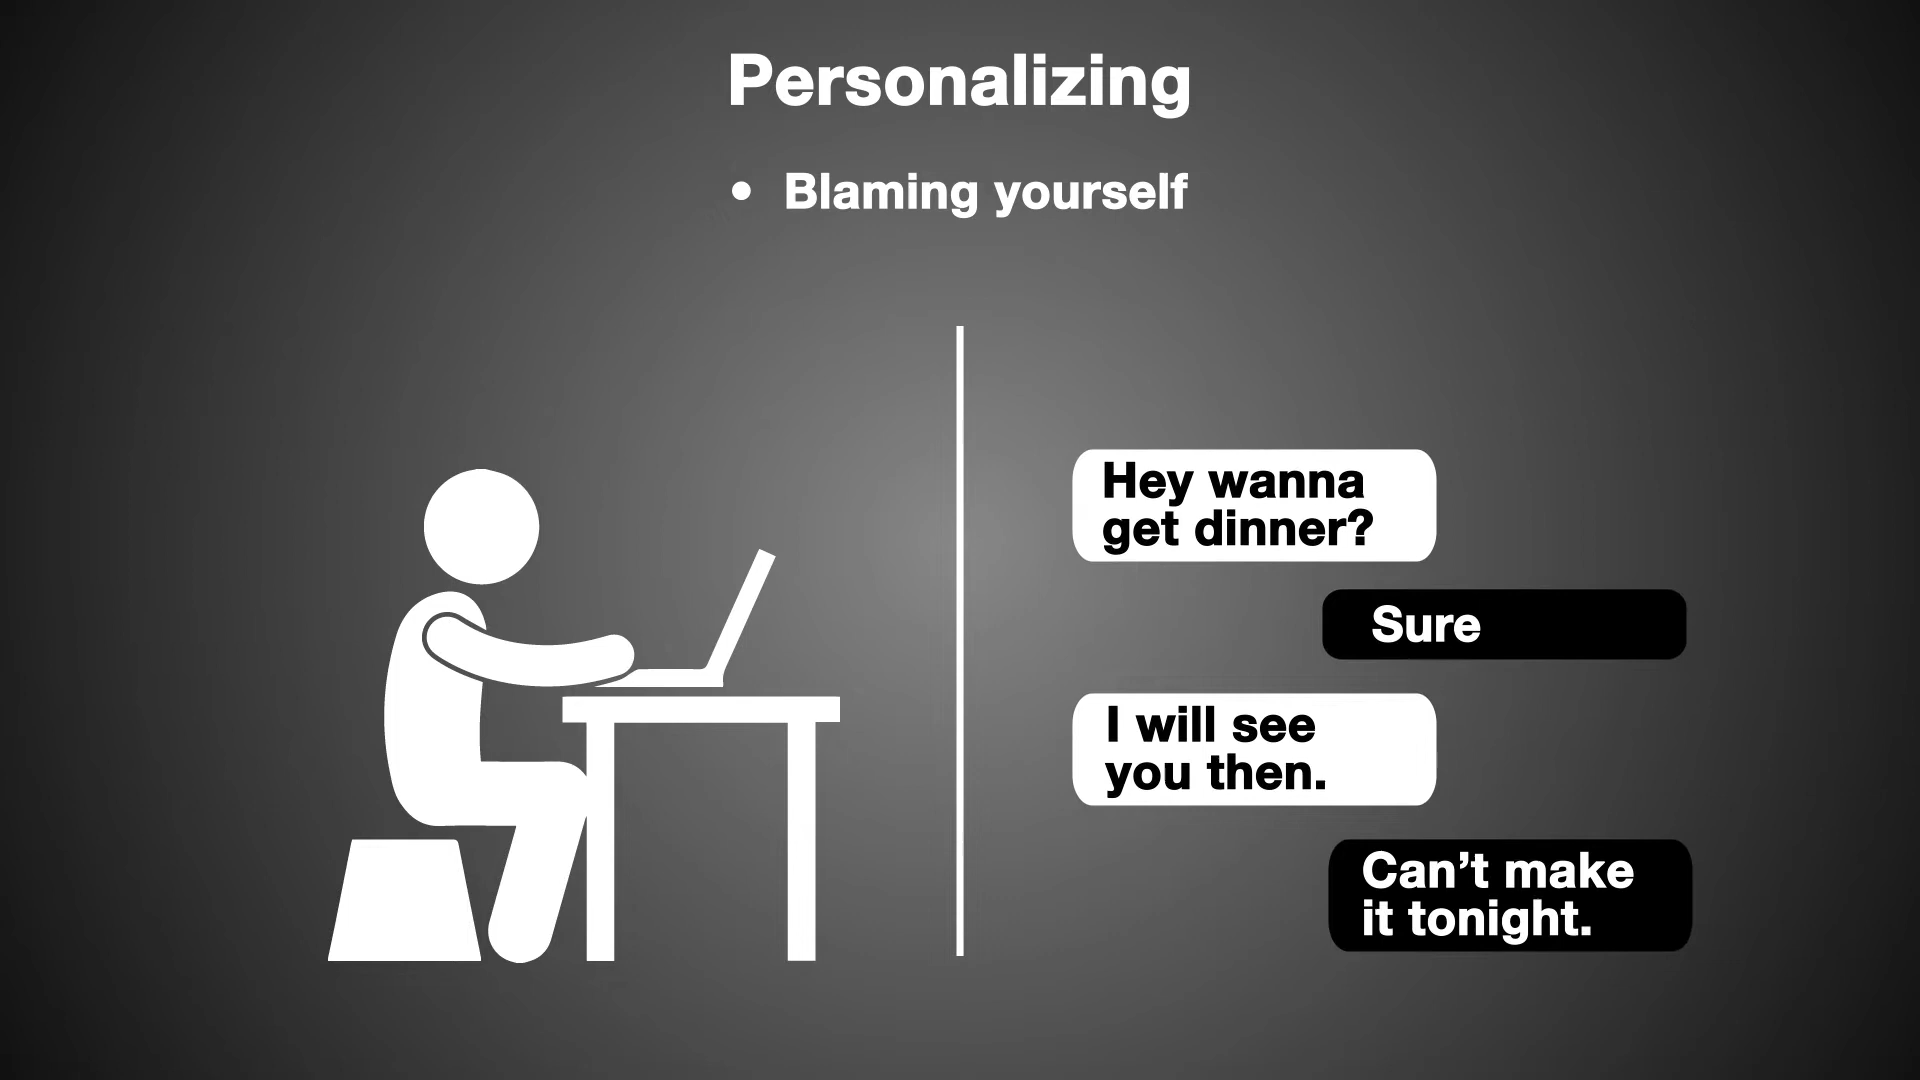 Personalizing
• Blaming yourself
Hey wanna
get dinner?
Sure
I will see
you then.
Can’t make
it tonight.